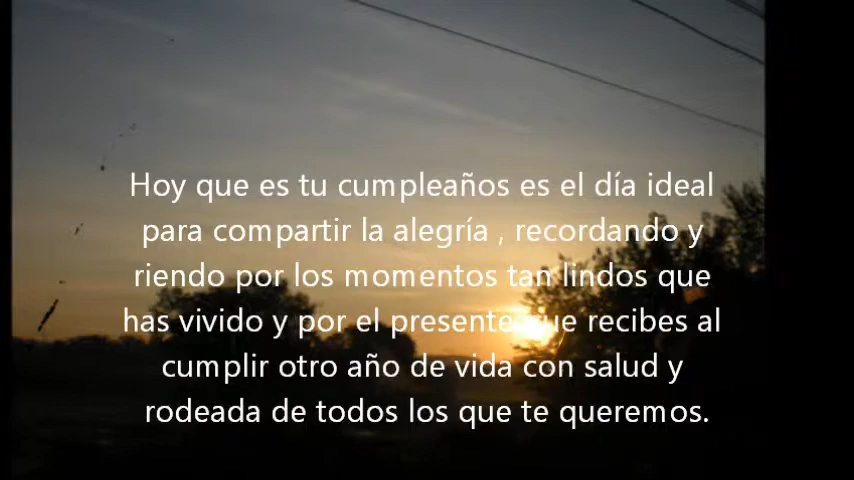 Hoy que es tu cumpleaños es el día ideal
para compartir la alegría , recordando y
riendo por los momentos tan lindos que
has vivido y por el presente que recibes al
cumplir otro año de vida con salud y
rodeada de todos los que te queremos.